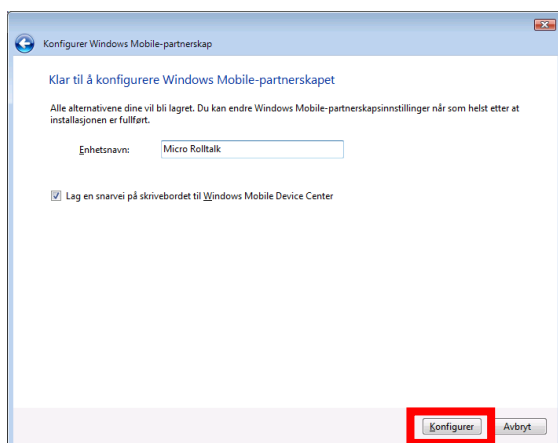 Konfigurer Windows Mobile-partnerskap
Klar til å konfigurere Windows Mobile-partnerskapet
Alle alternativene dine vil bli lagret. Du kan endre Windows Mobile-partnerskapsinnstillinger når som helst etter at
installasjonen er fullført.
Enhetsnavn: Micro Rolltalk
Lag en snarvei på skrivebordet til Windows Mobile Device Center
Konfigurer Avbryt